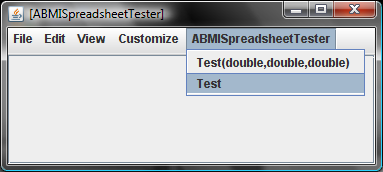 [ABMISpreadsheetTester]
File Edit View Customize ABMISpreadsheetTester
Test(double,double,double)
Test